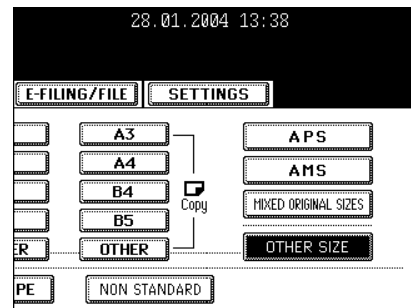 28.01.2004 13:38
E-FILING/FILE SETTINGS
A3 APS
A4 AMS
B4 Copy MIXED ORIGINAL SIZES
B5
ER OTHER OTHER SIZE
PE NON STANDARD